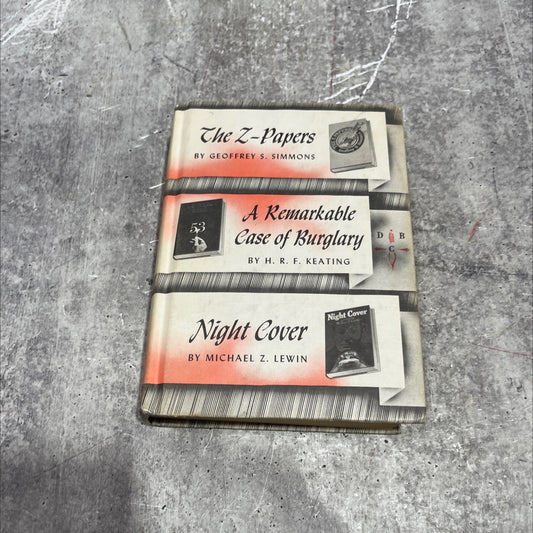 The Z-Papers
BY GEOFFREY S. SIMMONS
A Remarkable
Case of Burglary
BY H. R. F. KEATING
53
D B
C
Night Cover
BY MICHAEL Z. LEWIN
Night Cover